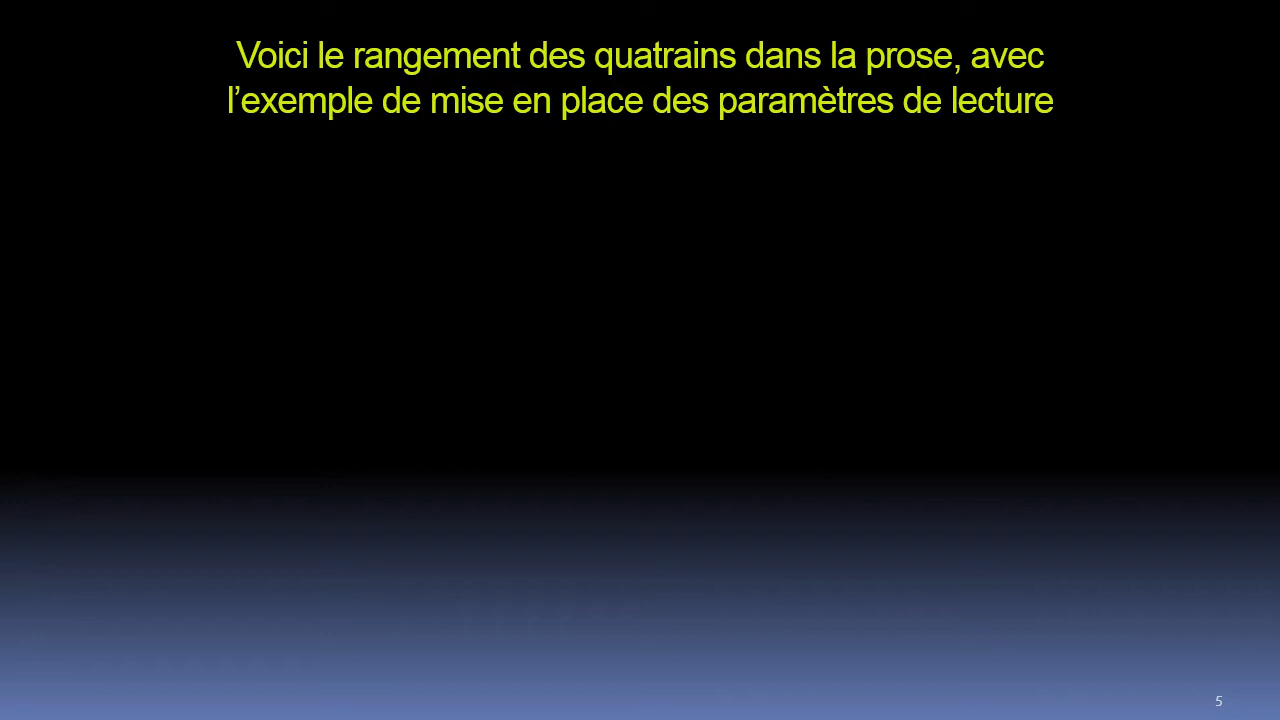 Voici le rangement des quatrains dans la prose, avec
l’exemple de mise en place des paramètres de lecture
5